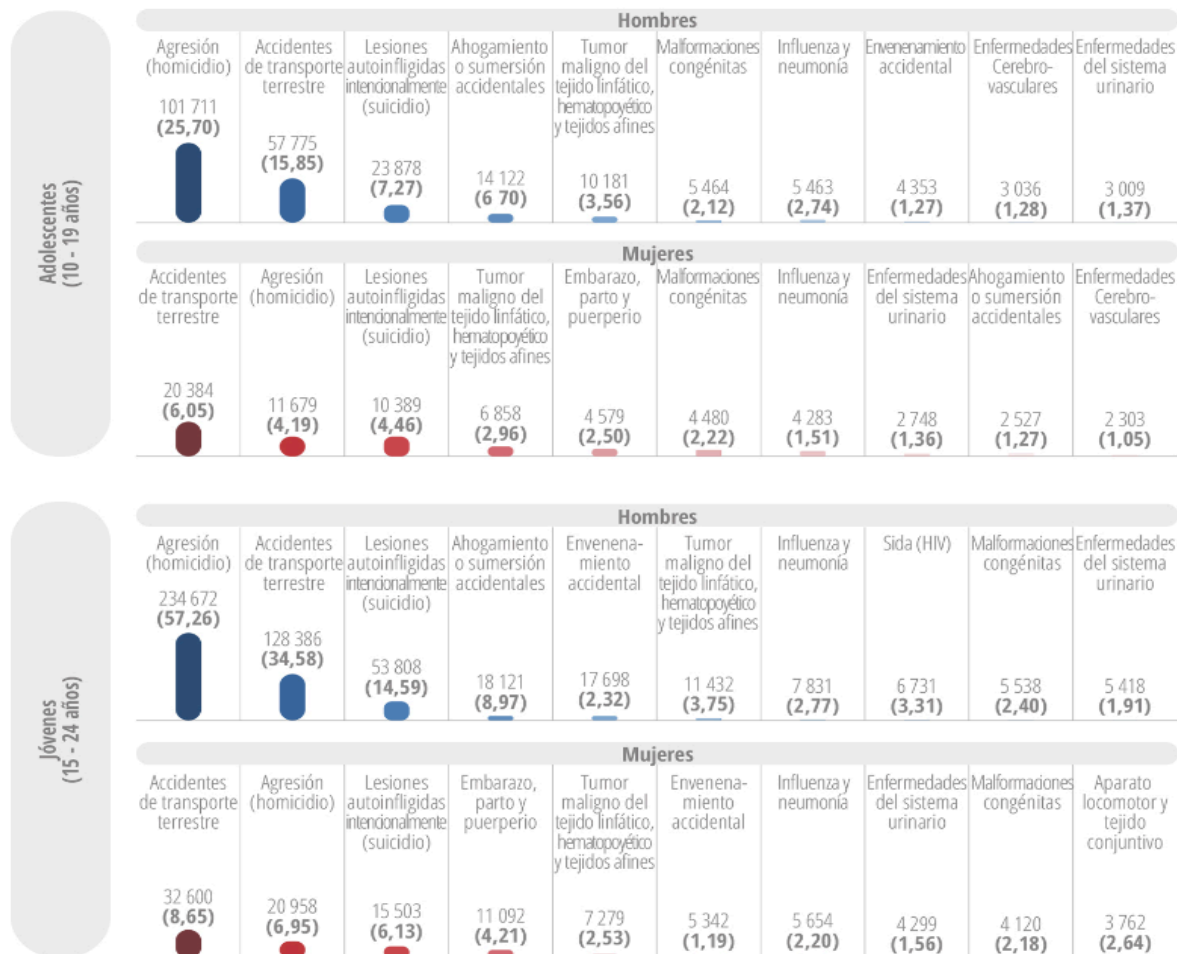 Adolescentes
(10 - 19 años)
Hombres
Agresión
(homicidio)
101 711
(25,70)
Accidentes
de transporte
terrestre
57 775
(15,85)
Lesiones
autoinfligidas
intencionalmente
(suicidio)
23 878
(7,27)
Ahogamiento
o sumersión
accidentales
14 122
(6 70)
Tumor
maligno del
tejido linfático,
hematopoyético
y tejidos afines
10 181
(3,56)
Malformaciones
congénitas
5 464
(2,12)
Influenza y
neumonía
5 463
(2,74)
Envenenamiento
accidental
4 353
(1,27)
Enfermedades
Cerebro-
vasculares
3 036
(1,28)
Enfermedades
del sistema
urinario
3 009
(1,37)
Mujeres
Accidentes
de transporte
terrestre
20 384
(6,05)
Agresión
(homicidio)
11 679
(4,19)
Lesiones
autoinfligidas
intencionalmente
(suicidio)
10 389
(4,46)
Tumor
maligno del
tejido linfático,
hematopoyético
y tejidos afines
6 858
(2,96)
Embarazo,
parto y
puerperio
4 579
(2,50)
Malformaciones
congénitas
4 480
(2,22)
Influenza y
neumonía
4 283
(1,51)
Enfermedades
del sistema
urinario
2 748
(1,36)
Ahogamiento
o sumersión
accidentales
2 527
(1,27)
Enfermedades
Cerebro-
vasculares
2 303
(1,05)
Jóvenes
(15 - 24 años)
Hombres
Agresión
(homicidio)
234 672
(57,26)
Accidentes
de transporte
terrestre
128 386
(34,58)
Lesiones
autoinfligidas
intencionalmente
(suicidio)
53 808
(14,59)
Ahogamiento
o sumersión
accidentales
18 121
(8,97)
Envenena-
miento
accidental
17 698
(2,32)
Tumor
maligno del
tejido linfático,
hematopoyético
y tejidos afines
11 432
(3,75)
Influenza y
neumonía
7 831
(2,77)
Sida (HIV)
6 731
(3,31)
Malformaciones
congénitas
5 538
(2,40)
Enfermedades
del sistema
urinario
5 418
(1,91)
Mujeres
Accidentes
de transporte
terrestre
32 600
(8,65)
Agresión
(homicidio)
20 958
(6,95)
Lesiones
autoinfligidas
intencionalmente
(suicidio)
15 503
(6,13)
Embarazo,
parto y
puerperio
11 092
(4,21)
Tumor
maligno del
tejido linfático,
hematopoyético
y tejidos afines
7 279
(2,53)
Envenena-
miento
accidental
5 342
(1,19)
Influenza y
neumonía
5 654
(2,20)
Enfermedades
del sistema
urinario
4 299
(1,56)
Malformaciones
congénitas
4 120
(2,18)
Aparato
locomotor y
tejido
conjuntivo
3 762
(2,64)